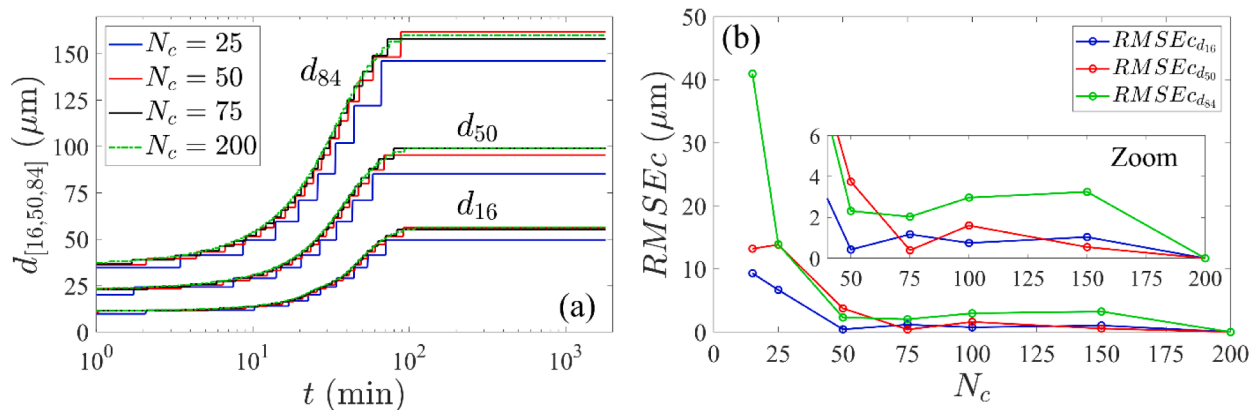 N_c = 25
N_c = 50
N_c = 75
N_c = 200
d_84
d_50
d_16
(a)
150
125
100
75
50
25
0
d_[16,50,84] (μm)
10^0
10^1
10^2
10^3
t (min)
(b)
RMSEc_d16
RMSEc_d50
RMSEc_d84
Zoom
6
4
2
0
50
75
100
125
150
175
200
50
40
30
20
10
0
RMSEc (μm)
0
25
50
75
100
125
150
175
200
N_c